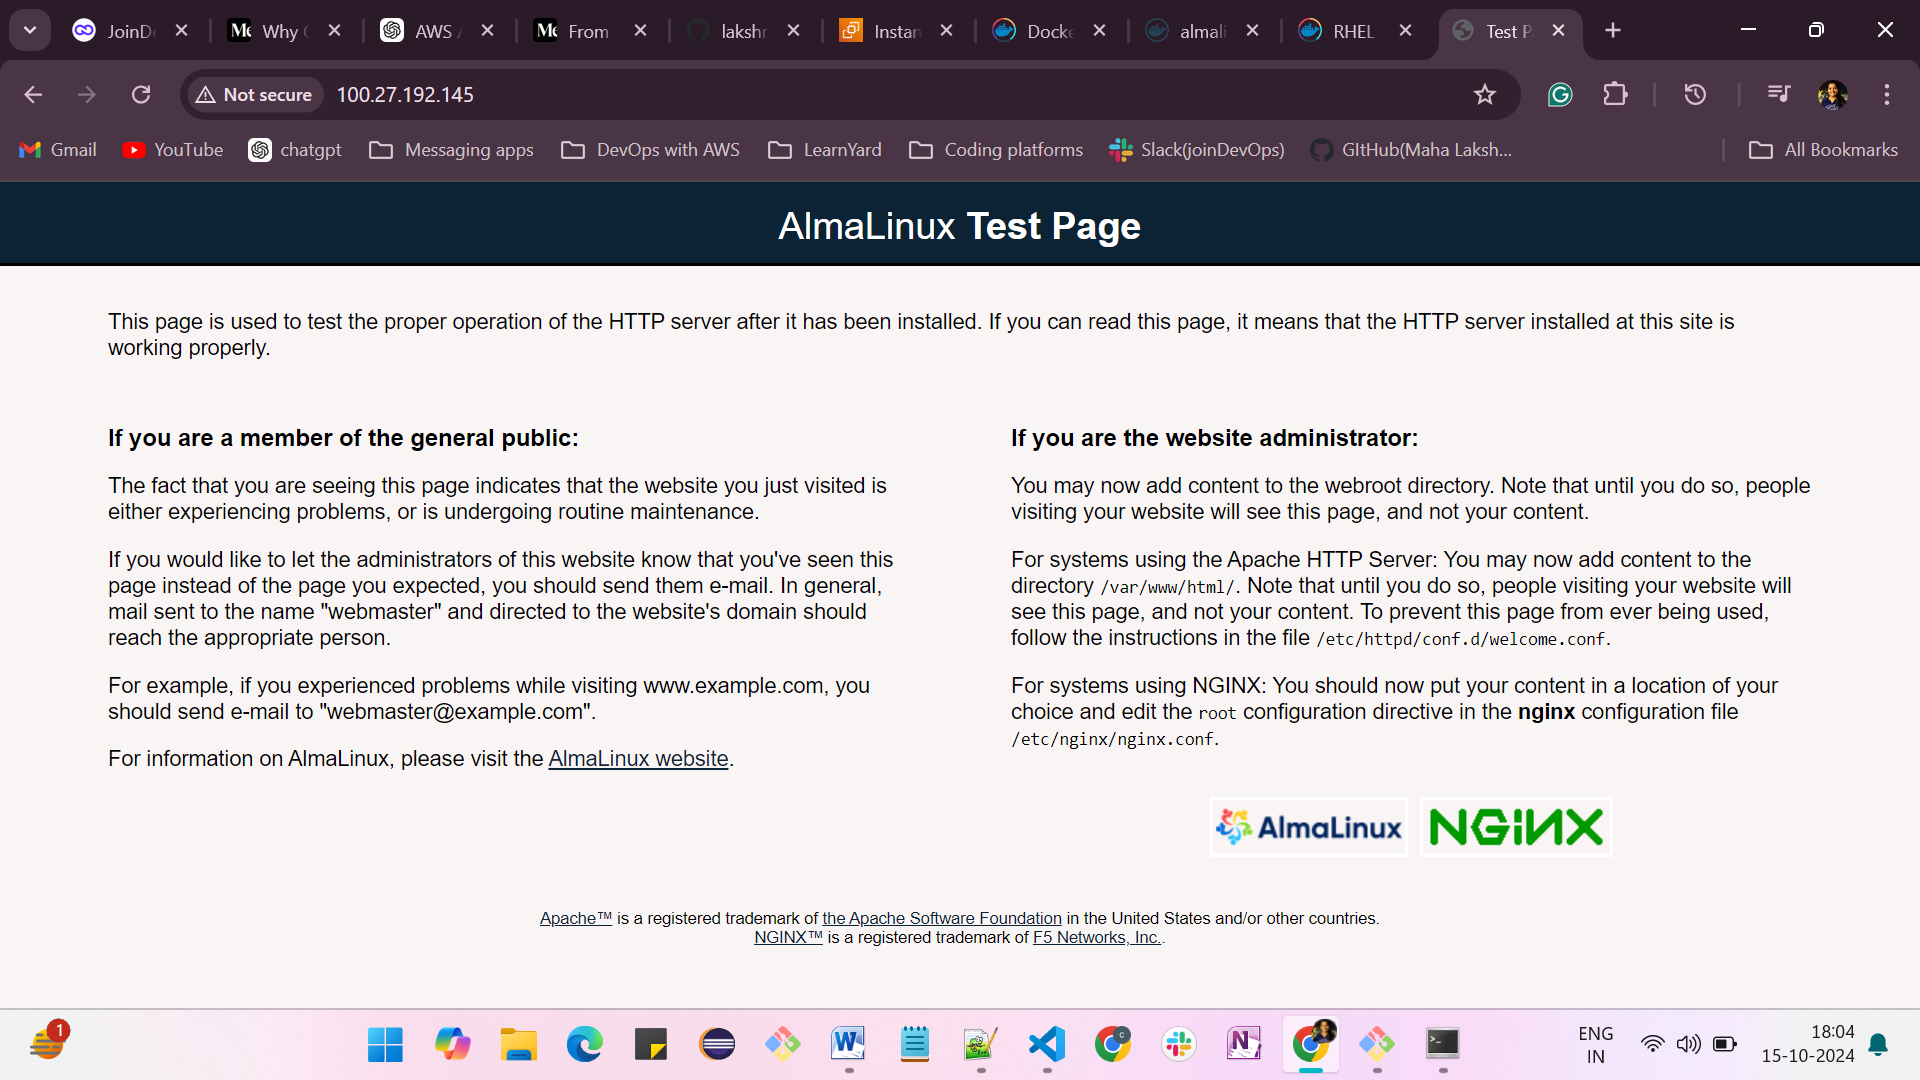 JoinDe
Why
AWS
From
lakshm
Instan
Docke
almali
RHEL
Test P
Not secure
100.27.192.145
Gmail
YouTube
chatgpt
Messaging apps
DevOps with AWS
LearnYard
Coding platforms
Slack(joinDevOps)
GItHub(Maha Laksh...
All Bookmarks
AlmaLinux Test Page
This page is used to test the proper operation of the HTTP server after it has been installed. If you can read this page, it means that the HTTP server installed at this site is
working properly.
If you are a member of the general public:
The fact that you are seeing this page indicates that the website you just visited is
either experiencing problems, or is undergoing routine maintenance.
If you would like to let the administrators of this website know that you've seen this
page instead of the page you expected, you should send them e-mail. In general,
mail sent to the name "webmaster" and directed to the website's domain should
reach the appropriate person.
For example, if you experienced problems while visiting www.example.com, you
should send e-mail to "webmaster@example.com".
For information on AlmaLinux, please visit the AlmaLinux website.
If you are the website administrator:
You may now add content to the webroot directory. Note that until you do so, people
visiting your website will see this page, and not your content.
For systems using the Apache HTTP Server: You may now add content to the
directory /var/www/html/. Note that until you do so, people visiting your website will
see this page, and not your content. To prevent this page from ever being used,
follow the instructions in the file /etc/httpd/conf.d/welcome.conf.
For systems using NGINX: You should now put your content in a location of your
choice and edit the root configuration directive in the nginx configuration file
/etc/nginx/nginx.conf.
AlmaLinux
NGINX
Apache™ is a registered trademark of the Apache Software Foundation in the United States and/or other countries.
NGINX™ is a registered trademark of F5 Networks, Inc..
1
ENG
IN
18:04
15-10-2024